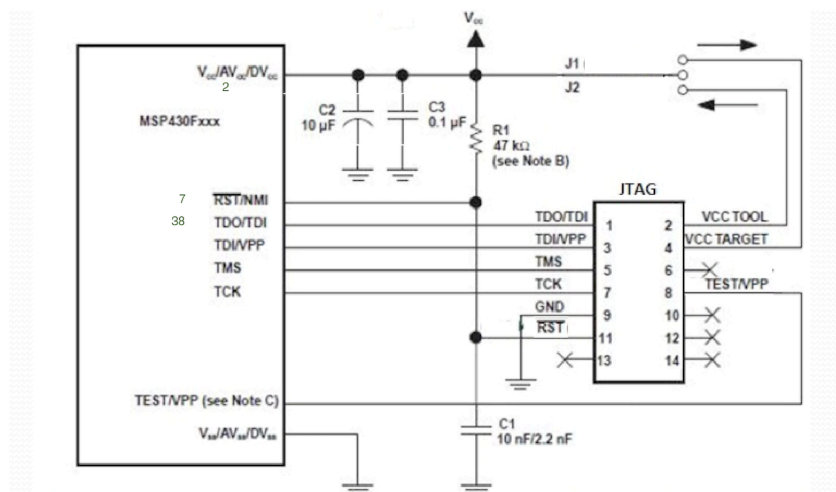 Vcc
Vcc/AVcc/DVcc
2
MSP430Fxxx
J1
J2
C2
10 µF
C3
0.1 µF
R1
47 kΩ
(see Note B)
JTAG
7
RST/NMI
38
TDO/TDI
TDI/VPP
TMS
TCK
TDO/TDI
TDI/VPP
TMS
TCK
GND
RST
1
3
5
7
9
11
13
2
4
6
8
10
12
14
VCC TOOL
VCC TARGET
TEST/VPP
TEST/VPP (see Note C)
Vss/AVss/DVss
C1
10 nF/2.2 nF